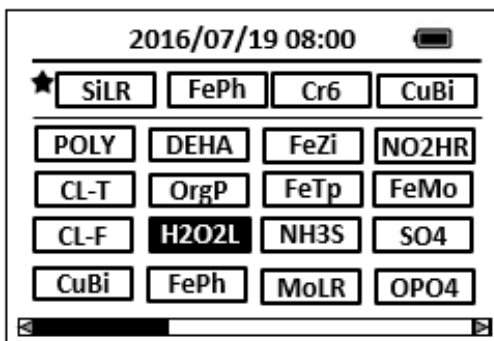 2016/07/19 08:00
SiLR FePh Cr6 CuBi
POLY DEHA FeZi NO2HR
CL-T OrgP FeTp FeMo
CL-F H2O2L NH3S SO4
CuBi FePh MoLR OPO4